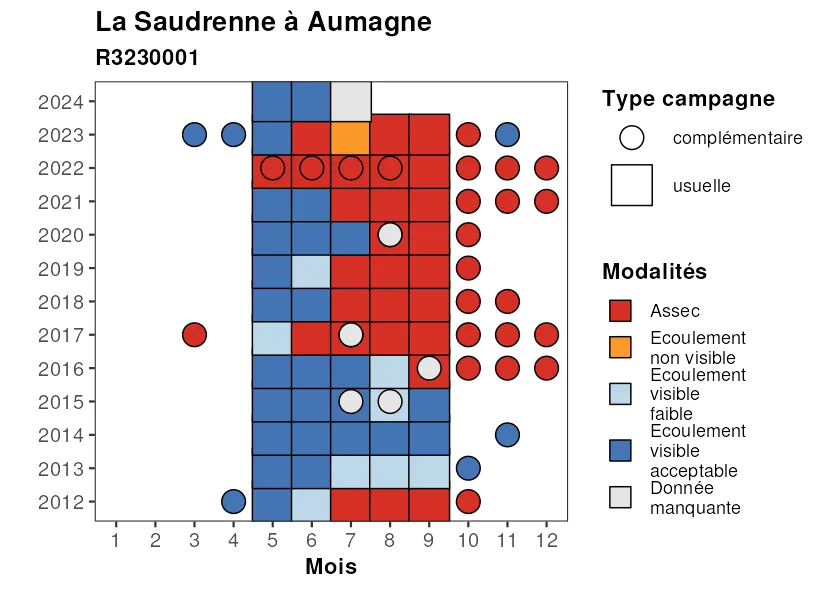 La Saudrenne à Aumagne
R3230001
2024
2023
2022
2021
2020
2019
2018
2017
2016
2015
2014
2013
2012
1 2 3 4 5 6 7 8 9 10 11 12
Mois
Type campagne
complémentaire
usuelle
Modalités
Assec
Ecoulement
non visible
Ecoulement
visible
faible
Ecoulement
visible
acceptable
Donnée
manquante